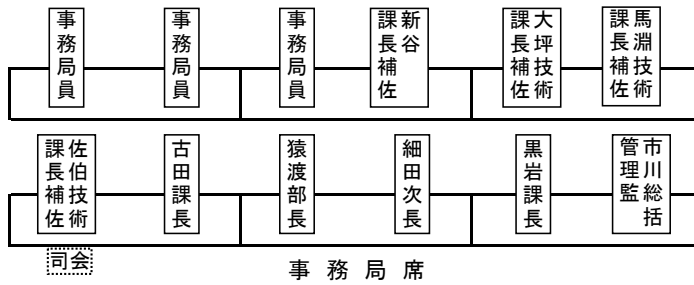 事務局員
事務局員
事務局員
新谷
課長補佐
大坪技術
課長補佐
馬淵技術
課長補佐
佐伯技術
課長補佐
古田課長
猿渡部長
細田次長
黒岩課長
市川総括
管理監
司会
事務局席